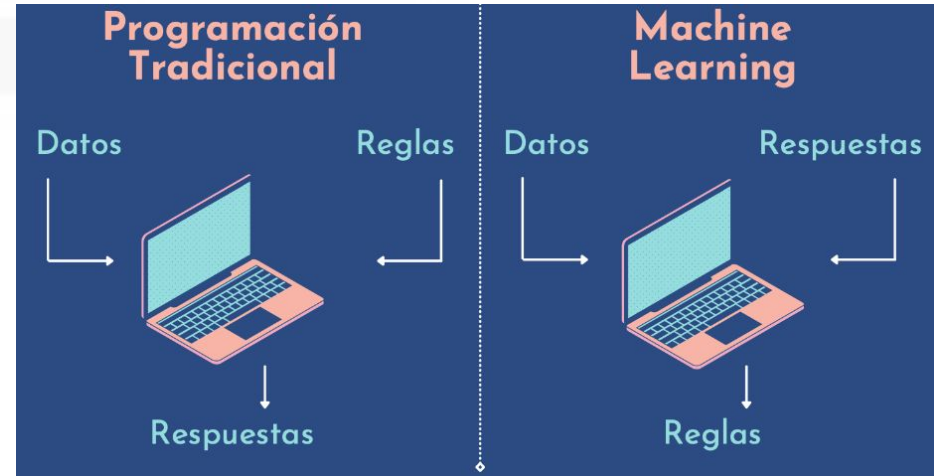 Programación
Tradicional
Datos
Reglas
Respuestas
Machine
Learning
Datos
Respuestas
Reglas